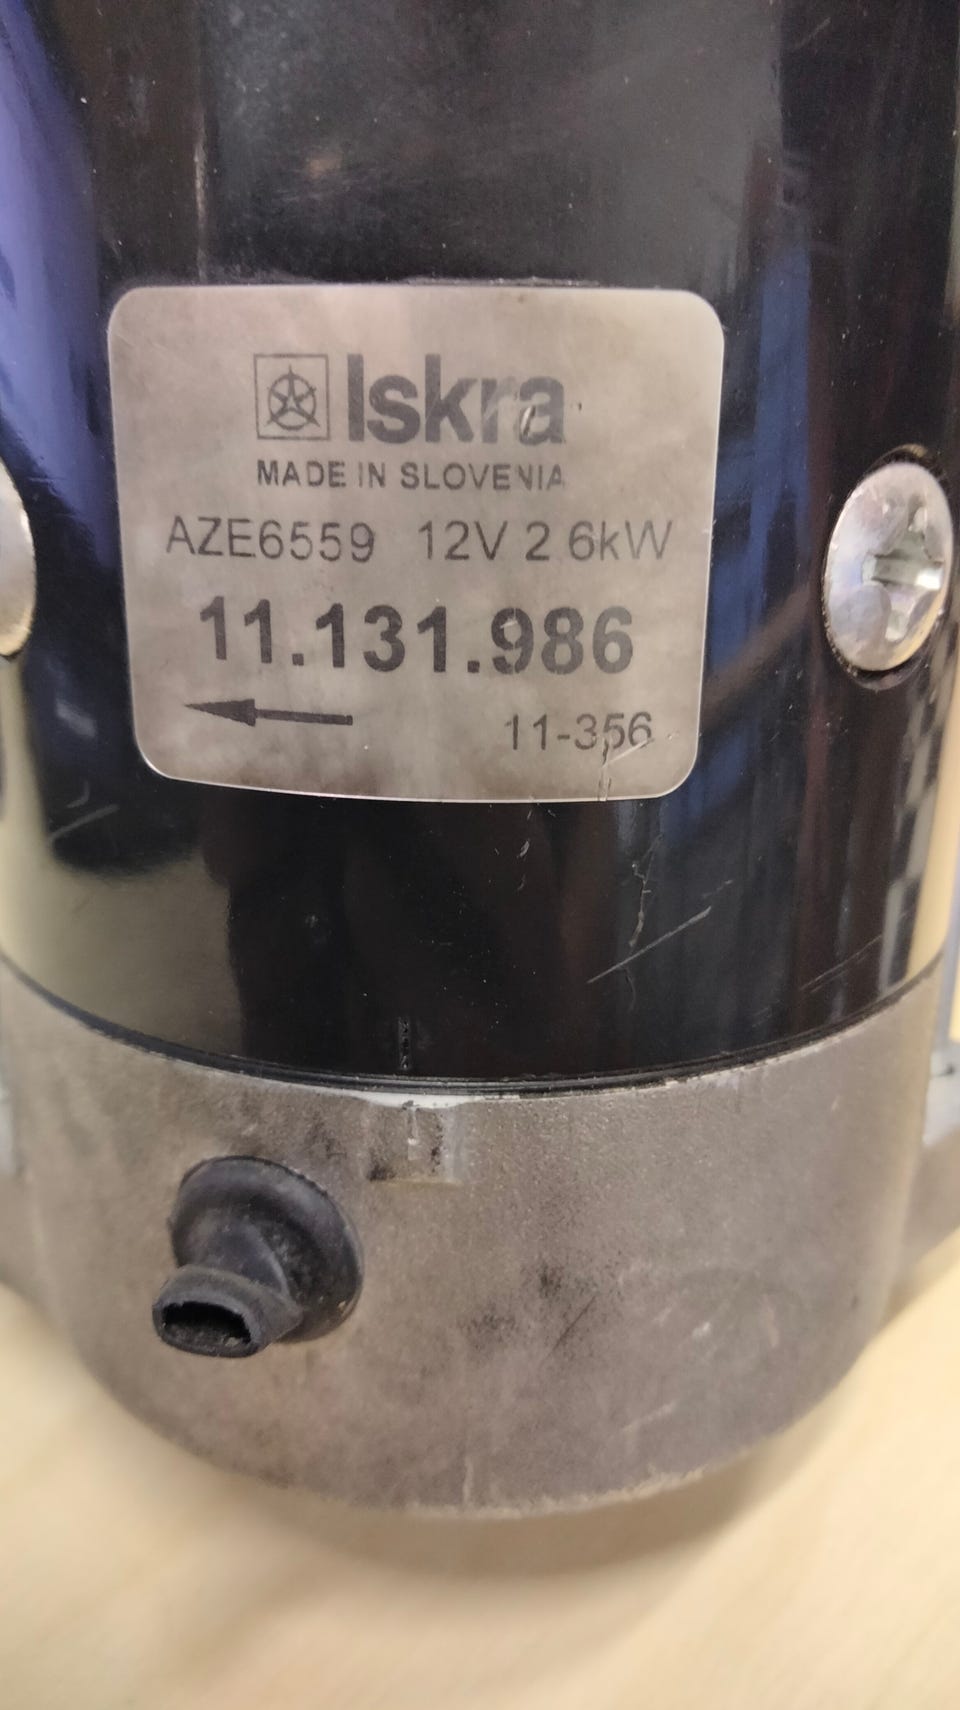 Iskra
MADE IN SLOVENIA
AZE6559 12V 2.6kW
11.131.986
11-356